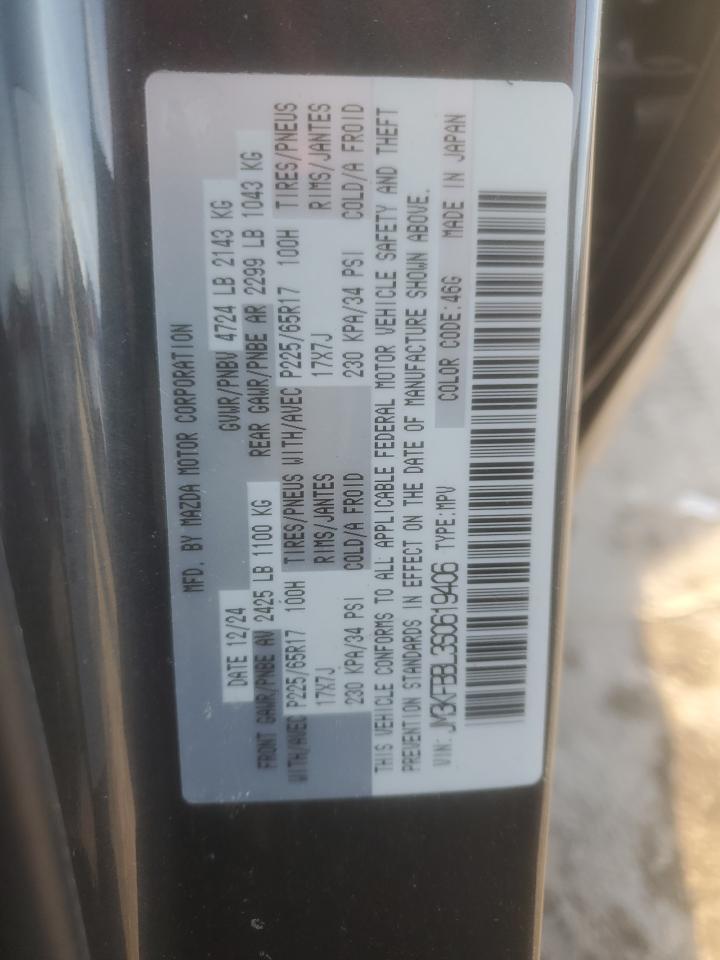 MFD. BY MAZDA MOTOR CORPORATION
DATE 12/24 GVWR/PNBV 4724 LB 2143 KG
FRONT GAWR/PNBE AV 2425 LB 1100 KG REAR GAWR/PNBE AR 2299 LB 1043 KG
WITH/AVEC P225/65R17 100H TIRES/PNEUS WITH/AVEC P225/65R17 100H TIRES/PNEUS
17X7J RIMS/JANTES 17X7J RIMS/JANTES
230 KPA/34 PSI COLD/A FROID 230 KPA/34 PSI COLD/A FROID
THIS VEHICLE CONFORMS TO ALL APPLICABLE FEDERAL MOTOR VEHICLE SAFETY AND THEFT
PREVENTION STANDARDS IN EFFECT ON THE DATE OF MANUFACTURE SHOWN ABOVE.
VIN: JM3KFBBL3S0619406 TYPE:MPV COLOR CODE:46G MADE IN JAPAN